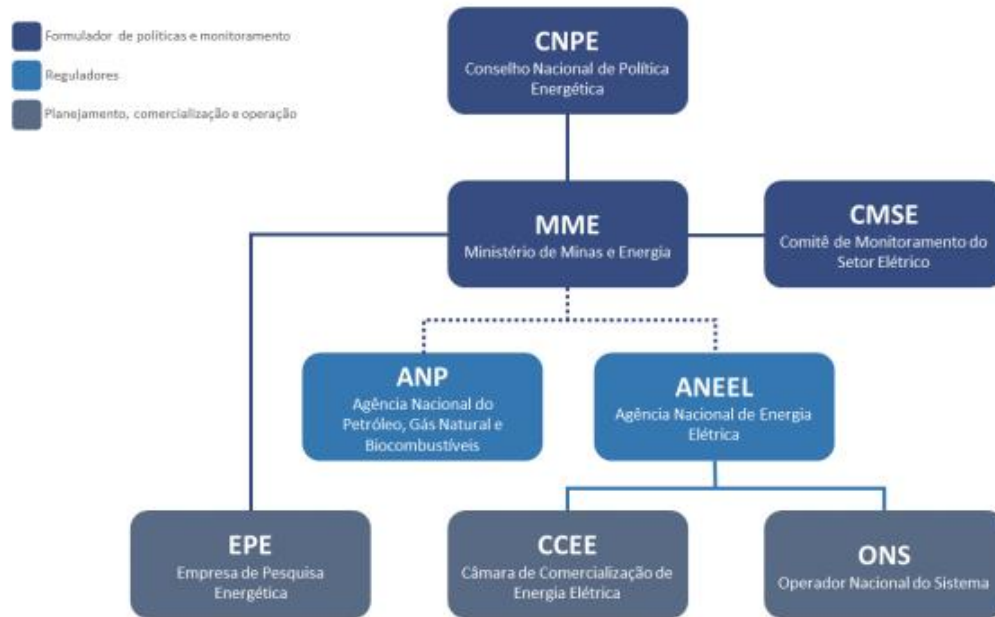 Formulador de políticas e monitoramento
Reguladores
Planejamento, comercialização e operação
CNPE
Conselho Nacional de Política
Energética
MME
Ministério de Minas e Energia
CMSE
Comitê de Monitoramento do
Setor Elétrico
ANP
Agência Nacional do
Petróleo, Gás Natural e
Biocombustíveis
ANEEL
Agência Nacional de Energia
Elétrica
EPE
Empresa de Pesquisa
Energética
CCEE
Câmara de Comercialização de
Energia Elétrica
ONS
Operador Nacional do Sistema